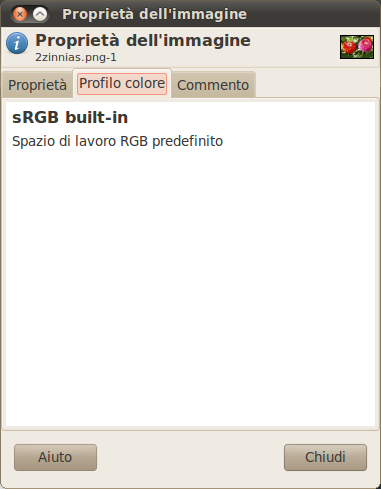 Proprietà dell'immagine
Proprietà dell'immagine
2zinnias.png-1
Proprietà Profilo colore Commento
sRGB built-in
Spazio di lavoro RGB predefinito
Aiuto Chiudi